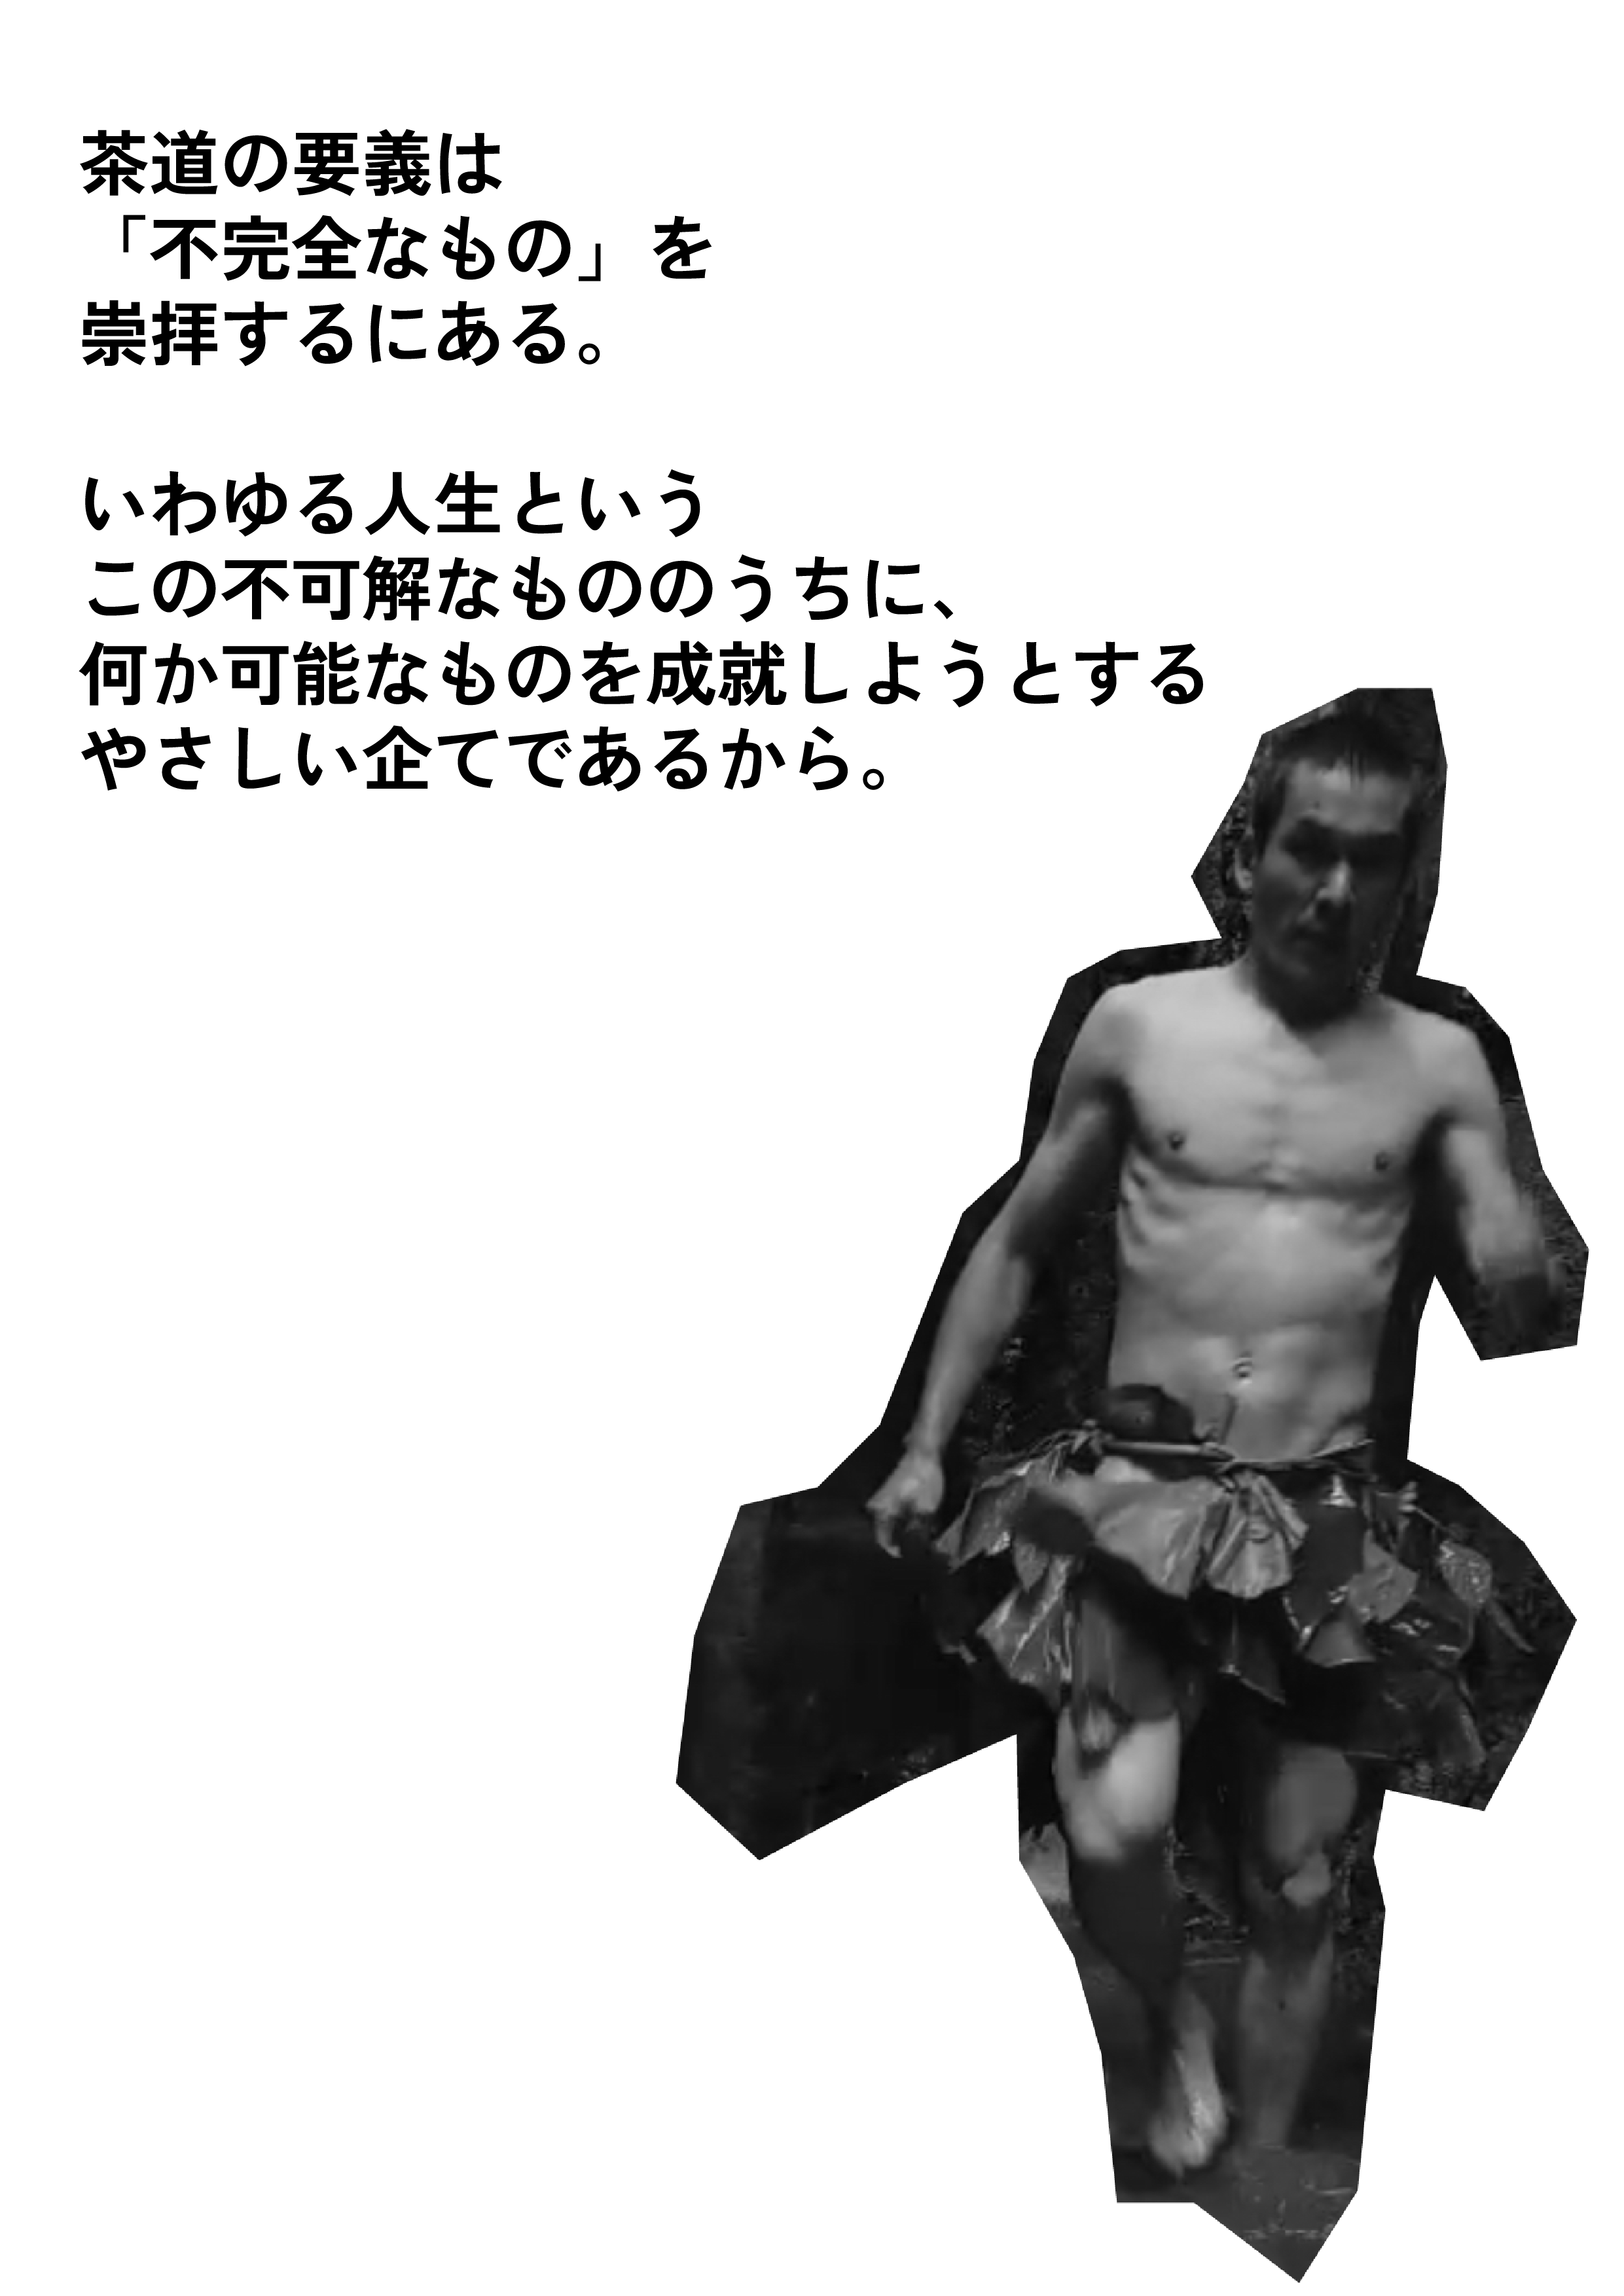 茶道の要義は
「不完全なもの」を
崇拝するにある。
いわゆる人生という
この不可解なもののうちに、
何か可能なものを成就しようとする
やさしい企てであるから。